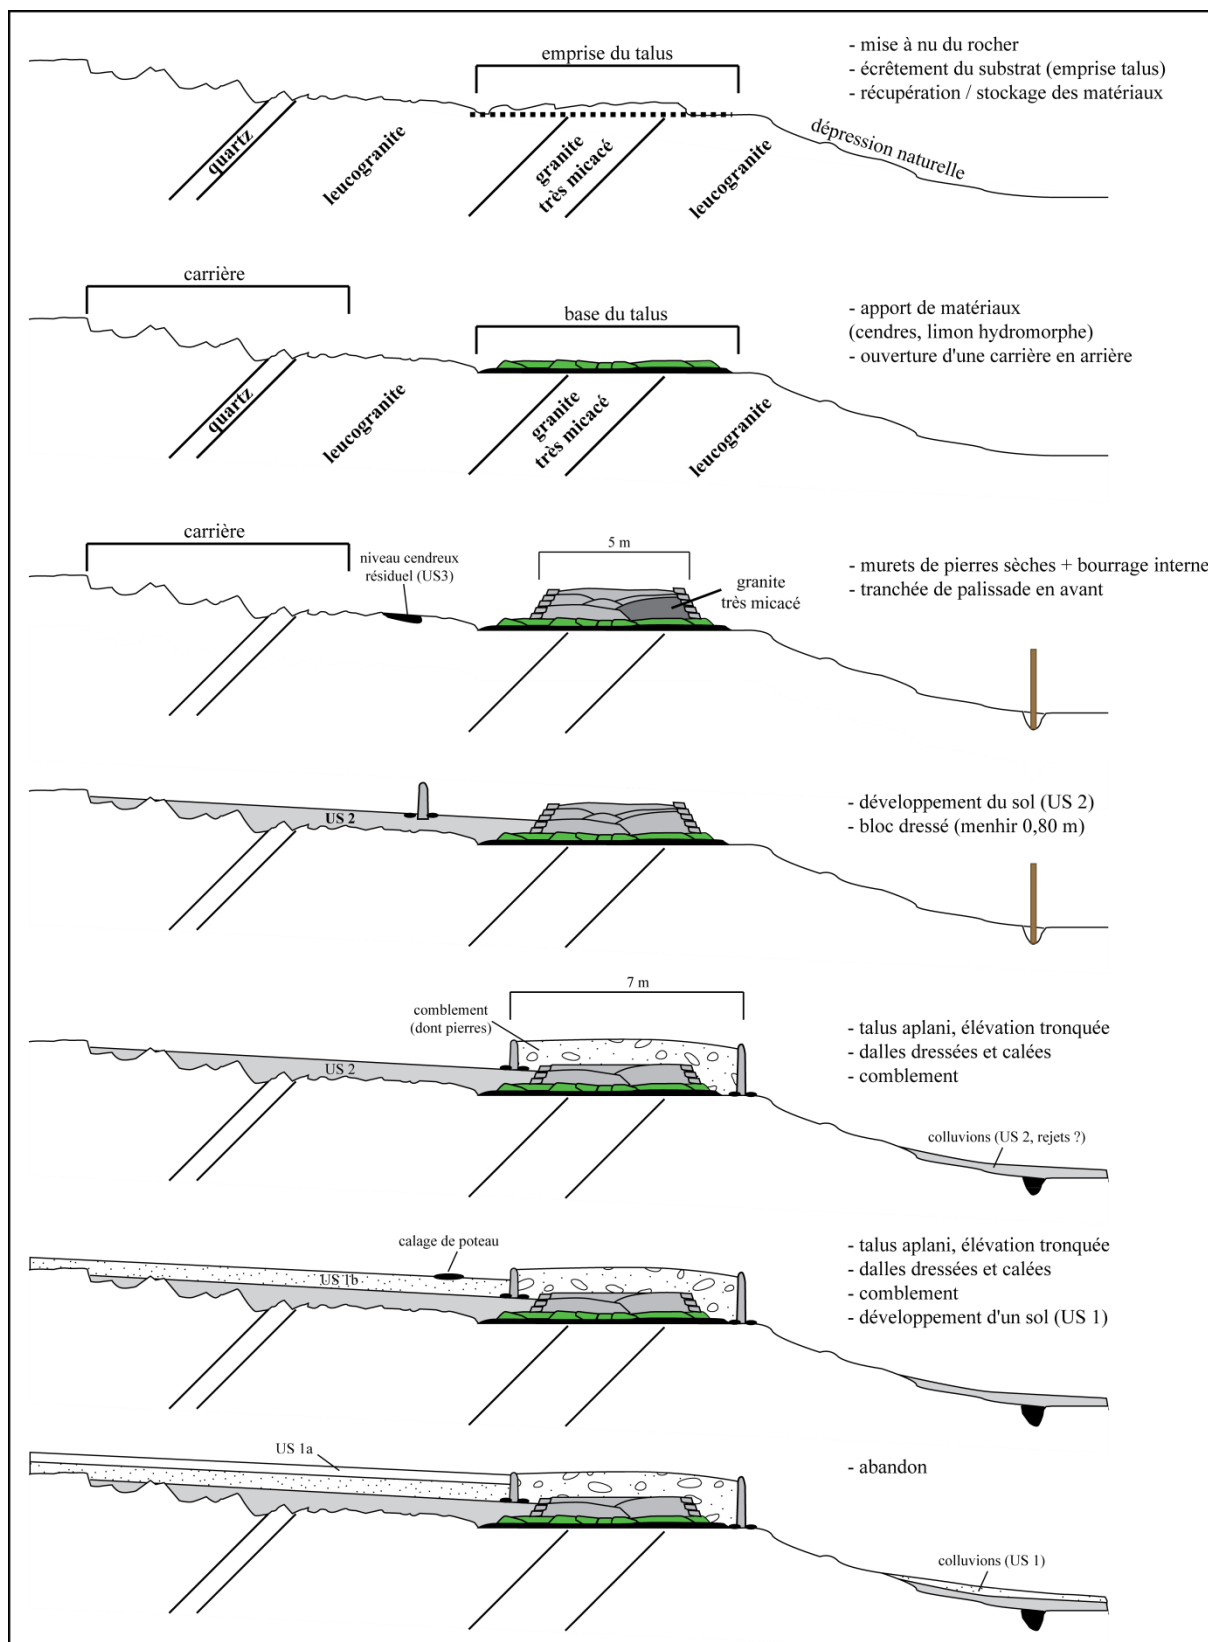 emprise du talus
- mise à nu du rocher
- écrêtement du substrat (emprise talus)
- récupération / stockage des matériaux
dépression naturelle
quartz
leucogranite
granite
très micacé
leucogranite
carrière
base du talus
- apport de matériaux
(cendres, limon hydromorphe)
- ouverture d'une carrière en arrière
quartz
leucogranite
granite
très micacé
leucogranite
carrière
niveau cendreux
résiduel (US3)
5 m
granite
très micacé
- murets de pierres sèches + bourrage interne
- tranchée de palissade en avant
US 2
- développement du sol (US 2)
- bloc dressé (menhir 0,80 m)
7 m
comblement
(dont pierres)
US 2
- talus aplani, élévation tronquée
- dalles dressées et calées
- comblement
colluvions (US 2, rejets ?)
calage de poteau
US 1b
- talus aplani, élévation tronquée
- dalles dressées et calées
- comblement
- développement d'un sol (US 1)
US 1a
- abandon
colluvions (US 1)